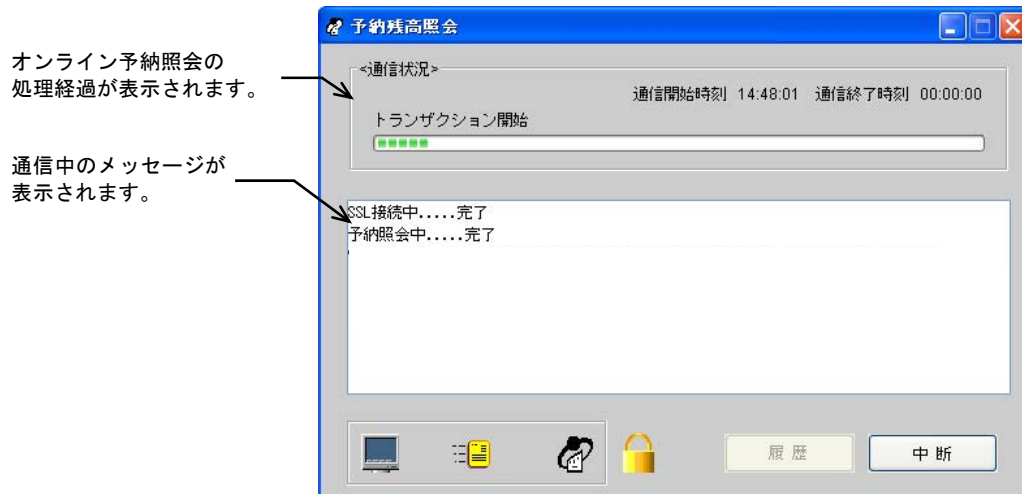 予納残高照会
オンライン予納照会の
処理経過が表示されます。
<通信状況>
通信開始時刻 14:48:01 通信終了時刻 00:00:00
トランザクション開始
通信中のメッセージが
表示されます。
SSL接続中.....完了
予納照会中.....完了
履歴
中断